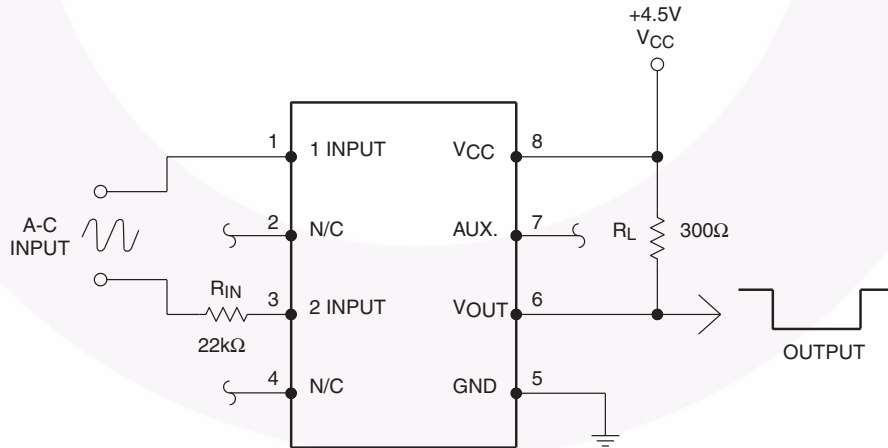 +4.5V
VCC
1
1 INPUT
VCC
8
A-C
INPUT
2
N/C
AUX.
7
RL
300Ω
RIN
22kΩ
3
2 INPUT
VOUT
6
OUTPUT
4
N/C
GND
5